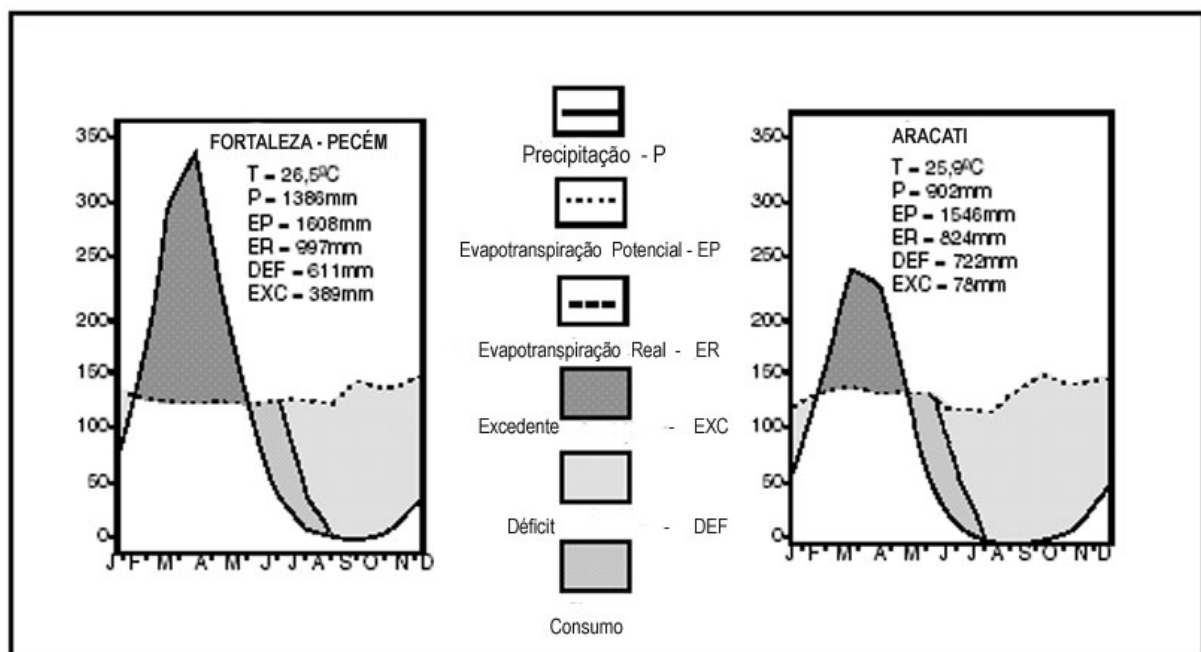 350
300
250
200
150
100
50
0
FORTALEZA - PECÉM
T = 26,5ºC
P = 1386mm
EP = 1608mm
ER = 997mm
DEF = 611mm
EXC = 389mm
J F M A M J J A S O N D
Precipitação - P
Evapotranspiração Potencial - EP
Evapotranspiração Real - ER
Excedente - EXC
Déficit - DEF
Consumo
350
300
250
200
150
100
50
0
ARACATI
T = 25,9ºC
P = 902mm
EP = 1546mm
ER = 824mm
DEF = 722mm
EXC = 78mm
J F M A M J J A S O N D